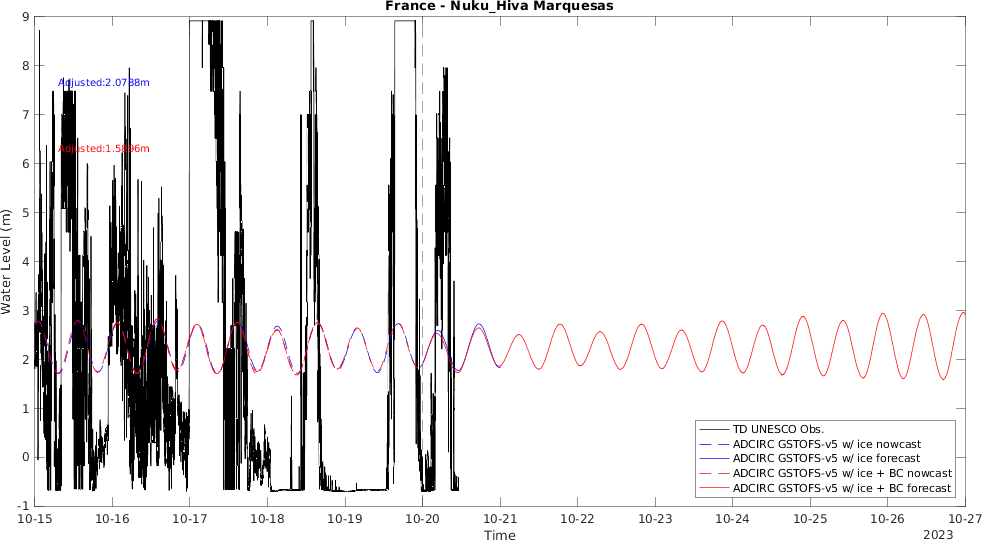 France - Nuku_Hiva Marquesas
9
8
7
6
5
4
3
2
1
0
-1
Water Level (m)
Adjusted:2.0788m
Adjusted:1.5896m
TD UNESCO Obs.
ADCIRC GSTOFS-v5 w/ ice nowcast
ADCIRC GSTOFS-v5 w/ ice forecast
ADCIRC GSTOFS-v5 w/ ice + BC nowcast
ADCIRC GSTOFS-v5 w/ ice + BC forecast
10-15 10-16 10-17 10-18 10-19 10-20 10-21 10-22 10-23 10-24 10-25 10-26 10-27
Time
2023